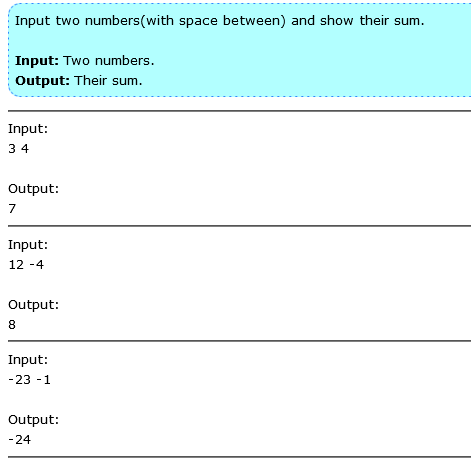 Input two numbers(with space between) and show their sum.
Input: Two numbers.
Output: Their sum.
Input:
3 4
Output:
7
Input:
12 -4
Output:
8
Input:
-23 -1
Output:
-24